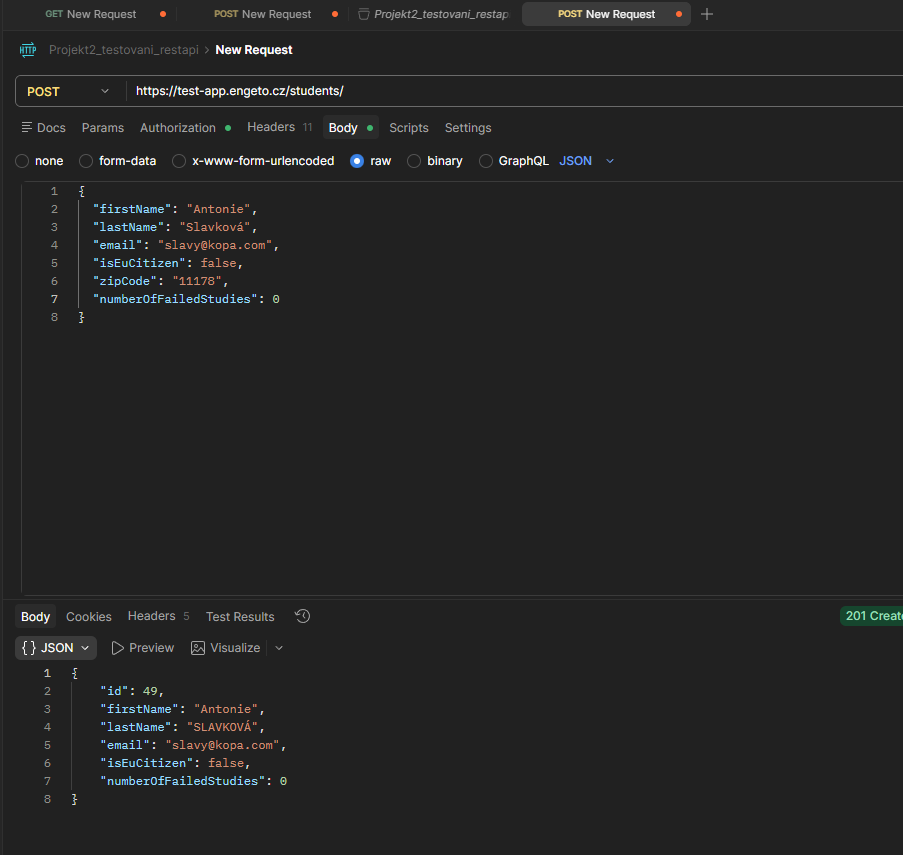 GET New Request POST New Request Projekt2_testovani_restap POST New Request
HTTP Projekt2_testovani_restapi > New Request
POST https://test-app.engeto.cz/students/
Docs Params Authorization Headers 11 Body Scripts Settings
none form-data x-www-form-urlencoded raw binary GraphQL JSON
1 {
2 "firstName": "Antonie",
3 "lastName": "Slavková",
4 "email": "slavy@kopa.com",
5 "isEuCitizen": false,
6 "zipCode": "11178",
7 "numberOfFailedStudies": 0
8 }
Body Cookies Headers 5 Test Results 201 Create
{} JSON Preview Visualize
1 {
2 "id": 49,
3 "firstName": "Antonie",
4 "lastName": "SLAVKOVÁ",
5 "email": "slavy@kopa.com",
6 "isEuCitizen": false,
7 "numberOfFailedStudies": 0
8 }